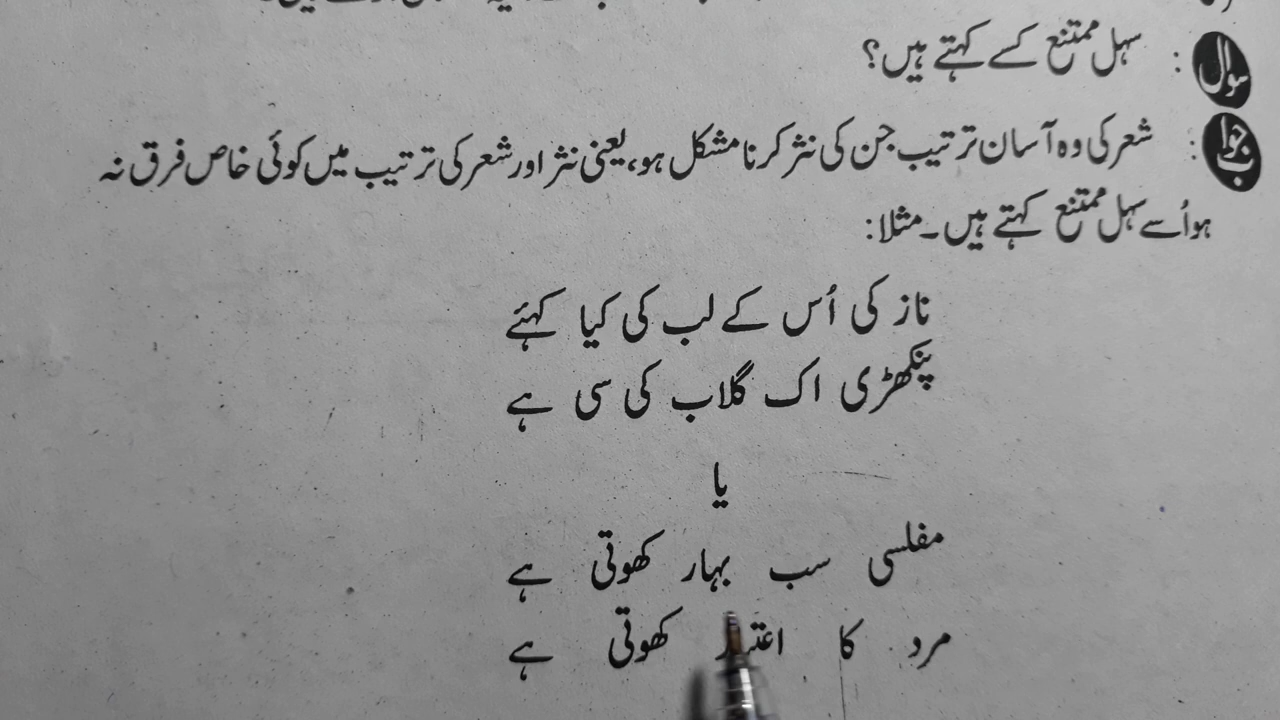 سوال : سہل ممتنع کسے کہتے ہیں؟
جواب : شعر کی وہ آسان ترتیب جن کی نثر کرنا مشکل ہو، یعنی نثر اور شعر کی ترتیب میں کوئی خاص فرق نہ
ہو اُسے سہل ممتنع کہتے ہیں۔ مثلا:
ناز کی اُس کے لب کی کیا کہئے
پنکھڑی اک گلاب کی سی ہے
یا
مفلسی سب بہار کھوتی ہے
مرد کا اعتبار کھوتی ہے